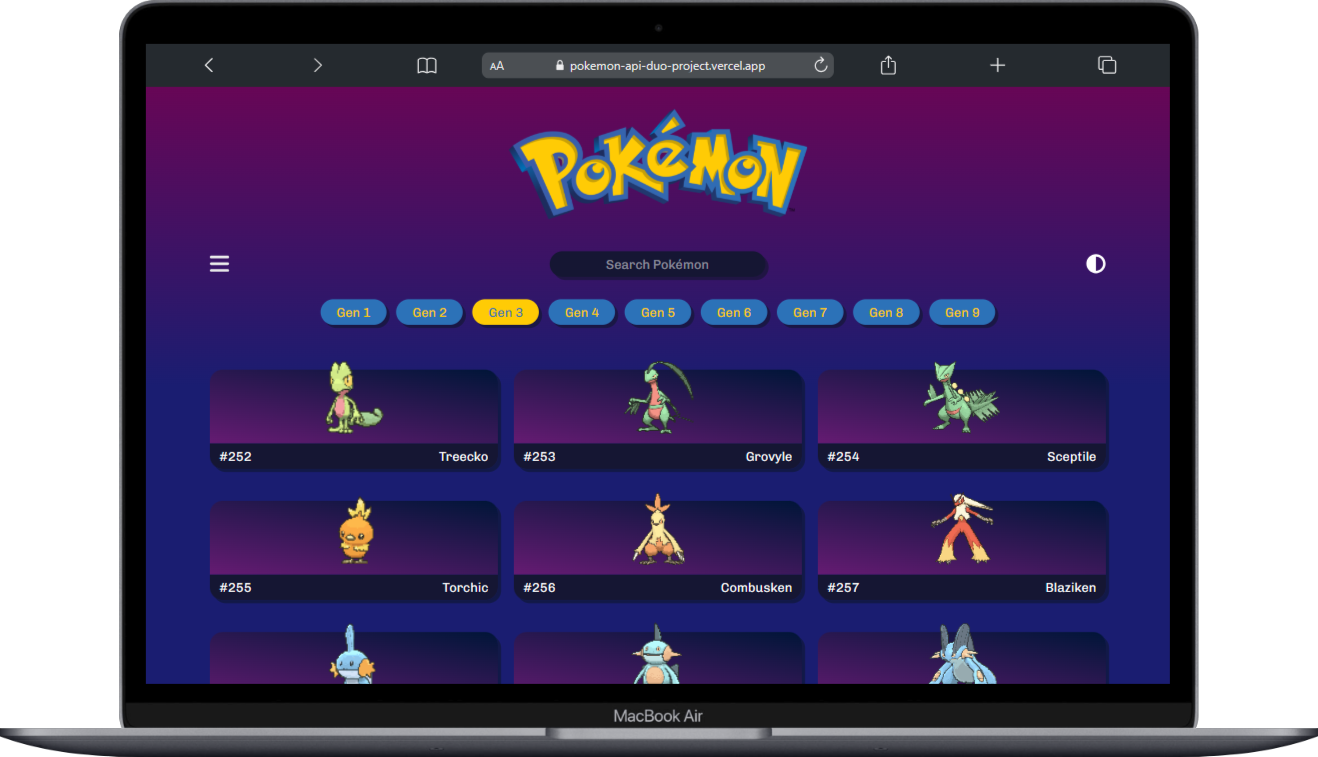 AA pokemon-api-duo-project.vercel.app
POKéMON
Search Pokémon
Gen 1 Gen 2 Gen 3 Gen 4 Gen 5 Gen 6 Gen 7 Gen 8 Gen 9
#252 Treecko #253 Grovyle #254 Sceptile
#255 Torchic #256 Combusken #257 Blaziken
MacBook Air